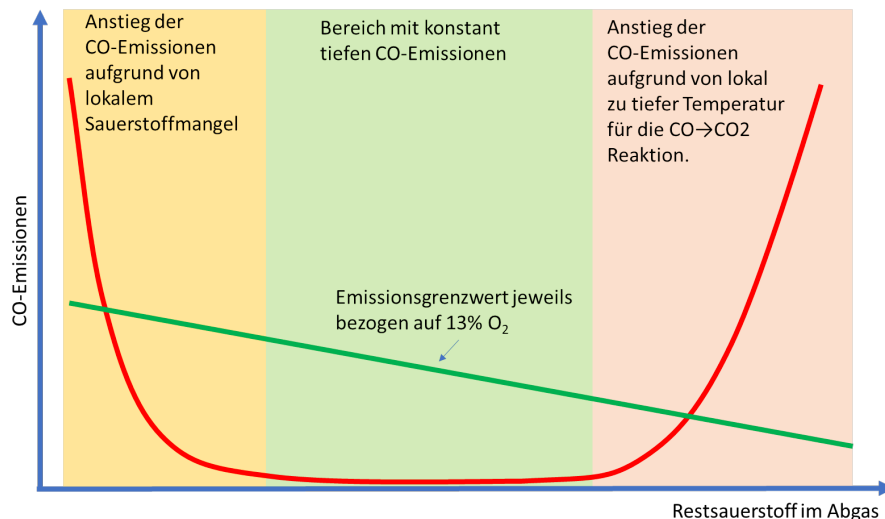 Anstieg der
CO-Emissionen
aufgrund von
lokalem
Sauerstoffmangel
Bereich mit konstant
tiefen CO-Emissionen
Anstieg der
CO-Emissionen
aufgrund von lokal
zu tiefer Temperatur
für die CO→CO2
Reaktion.
CO-Emissionen
Emissionsgrenzwert jeweils
bezogen auf 13% O₂
Restsauerstoff im Abgas